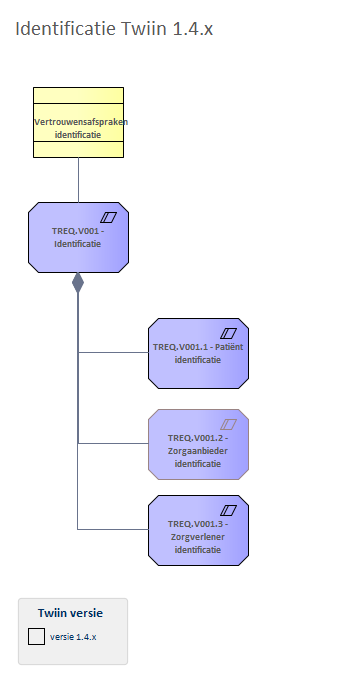 Identificatie Twiin 1.4.x
Vertrouwensafspraken
identificatie
TREQ.V001 -
Identificatie
TREQ.V001.1 - Patiënt
identificatie
TREQ.V001.2 -
Zorgaanbieder
identificatie
TREQ.V001.3 -
Zorgverlener
identificatie
Twiin versie
versie 1.4.x